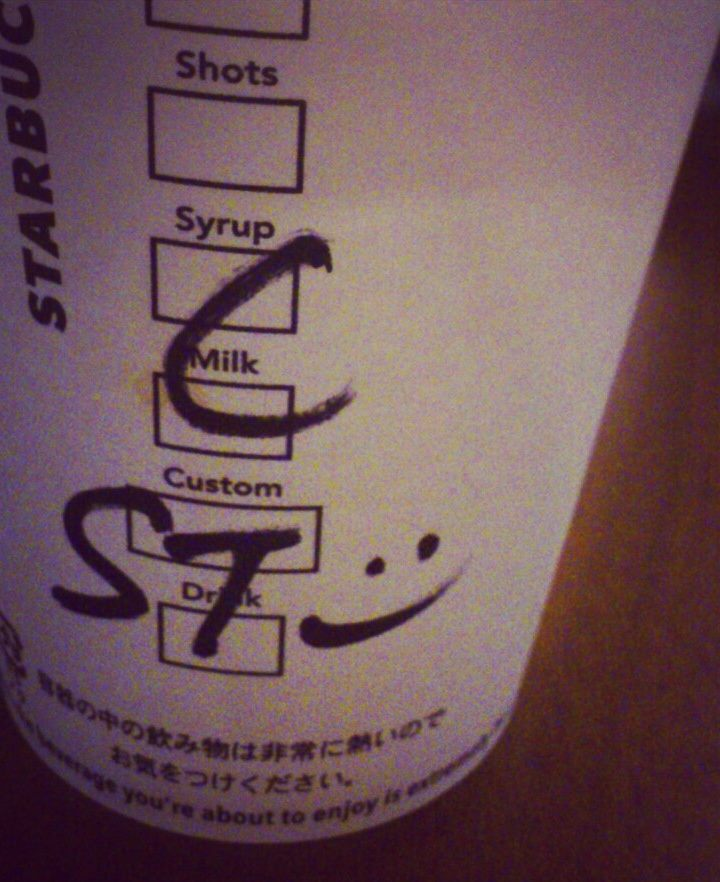 STARBUC
Shots
Syrup
C
Milk
Custom
ST
Drink
容器の中の飲み物は非常に熱いので
お気をつけください。
beverage you're about to enjoy is extremely